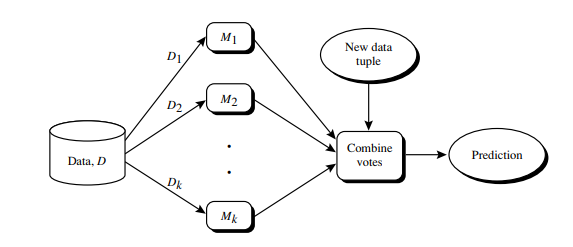 M1
D1
New data
tuple
D2
M2
Data, D
Combine
votes
Prediction
.
.
Dk
Mk